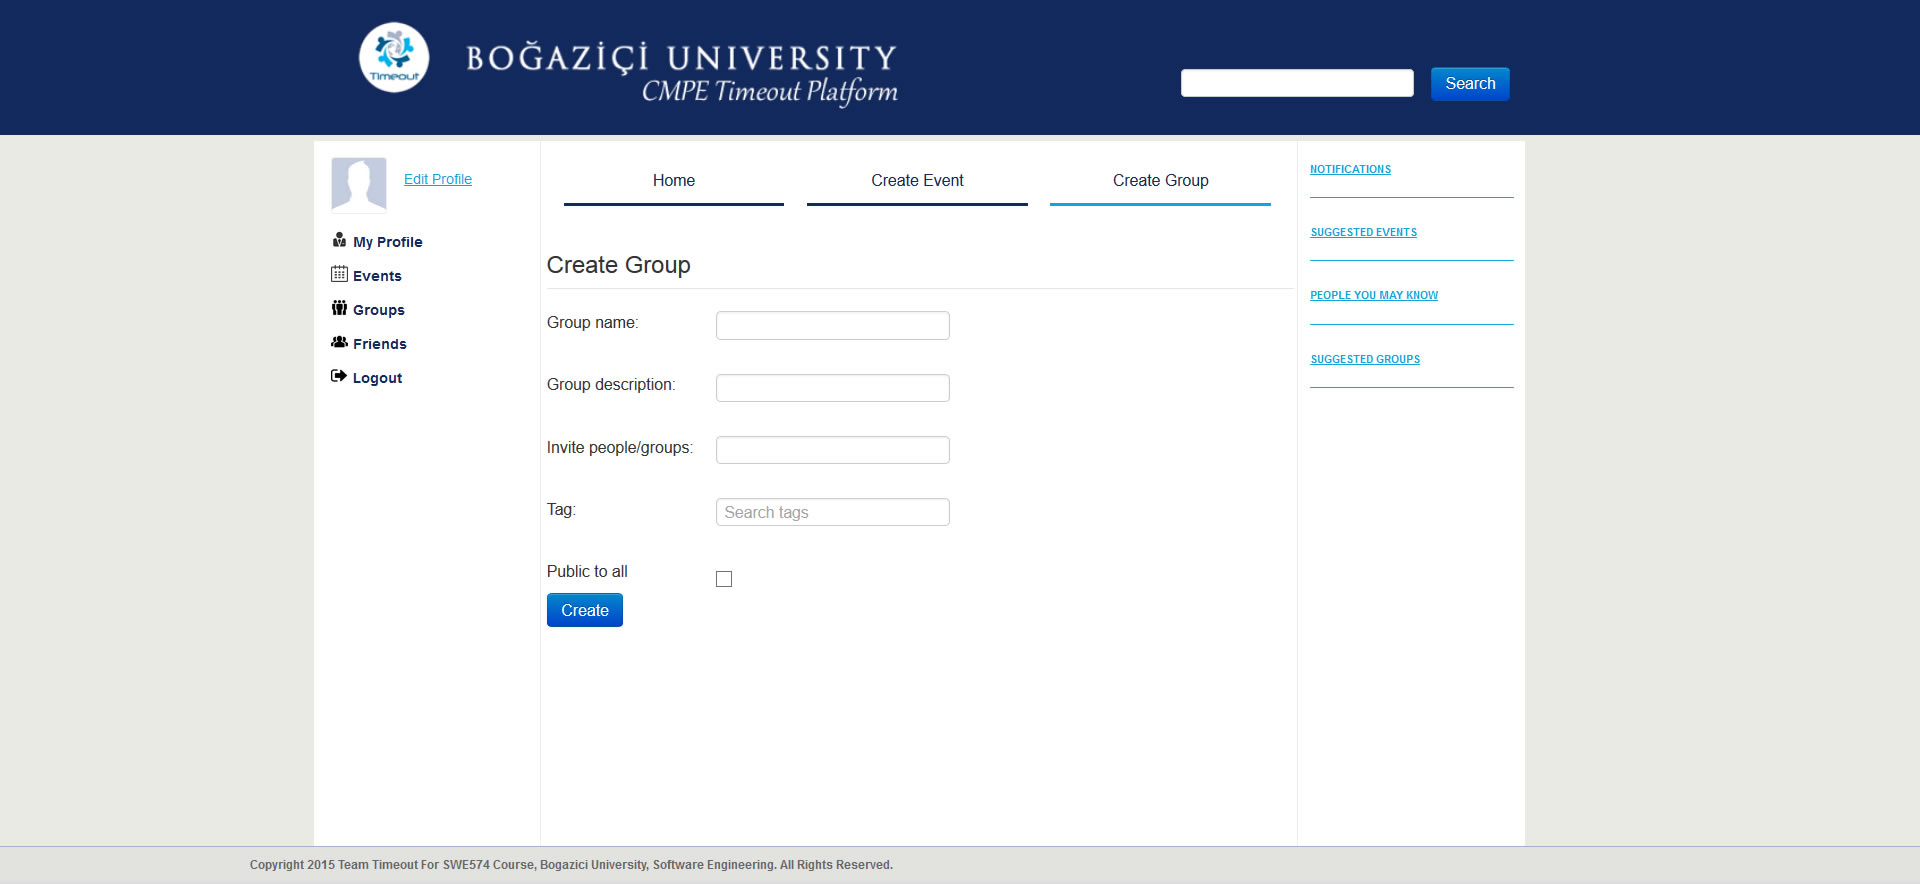 Timeout
BOĞAZİÇİ UNIVERSITY
CMPE Timeout Platform
Search
Edit Profile
My Profile
Events
Groups
Friends
Logout
Home
Create Event
Create Group
Create Group
Group name:
Group description:
Invite people/groups:
Tag:
Search tags
Public to all
Create
NOTIFICATIONS
SUGGESTED EVENTS
PEOPLE YOU MAY KNOW
SUGGESTED GROUPS
Copyright 2015 Team Timeout For SWE574 Course, Bogazici University, Software Engineering. All Rights Reserved.